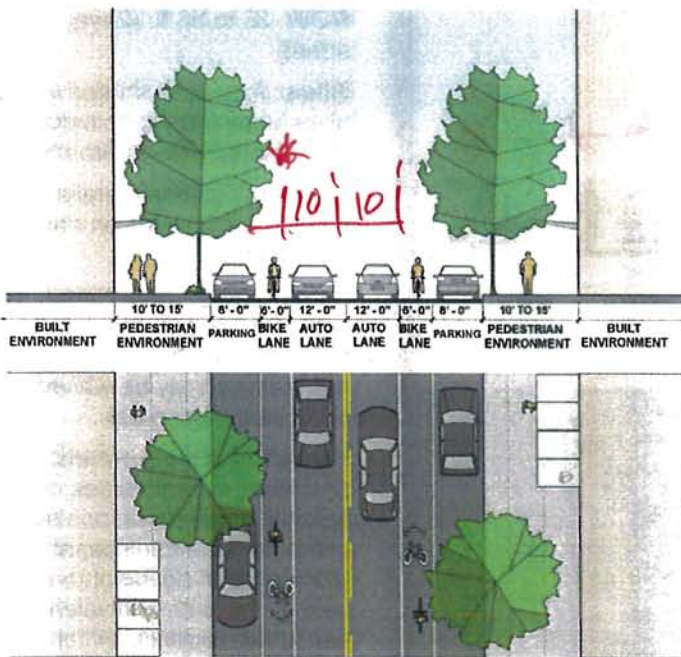 10 10
10' TO 15' 8' - 0" 6'-0" 12' - 0" 12' - 0" 6'-0" 8' - 0" 10' TO 15'
BUILT ENVIRONMENT PEDESTRIAN ENVIRONMENT PARKING BIKE LANE AUTO LANE AUTO LANE BIKE LANE PARKING PEDESTRIAN ENVIRONMENT BUILT ENVIRONMENT